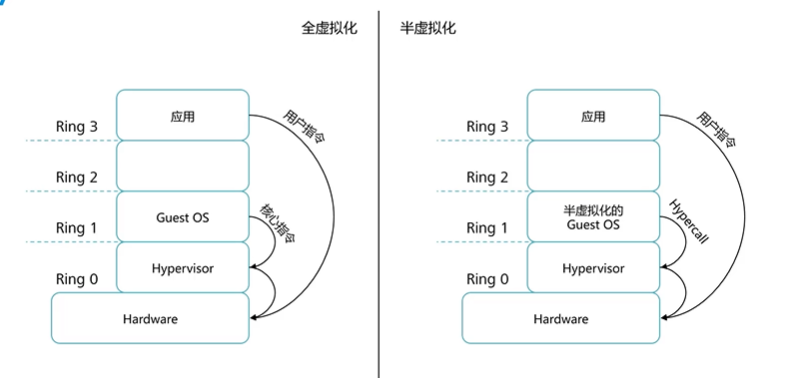 全虚拟化
Ring 3
应用
用户指令
Ring 2
Ring 1
Guest OS
核心指令
Ring 0
Hypervisor
Hardware
半虚拟化
Ring 3
应用
用户指令
Ring 2
Ring 1
半虚拟化的
Guest OS
Hypercall
Ring 0
Hypervisor
Hardware